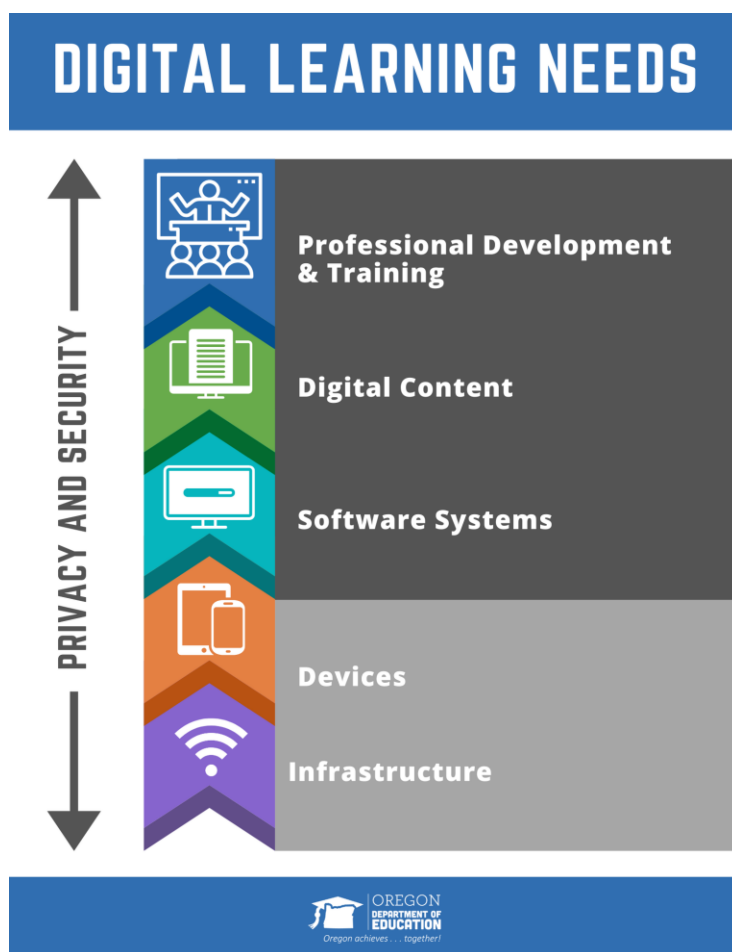 DIGITAL LEARNING NEEDS
PRIVACY AND SECURITY
Professional Development
& Training
Digital Content
Software Systems
Devices
Infrastructure
OREGON
DEPARTMENT OF
EDUCATION
Oregon achieves . . . together!